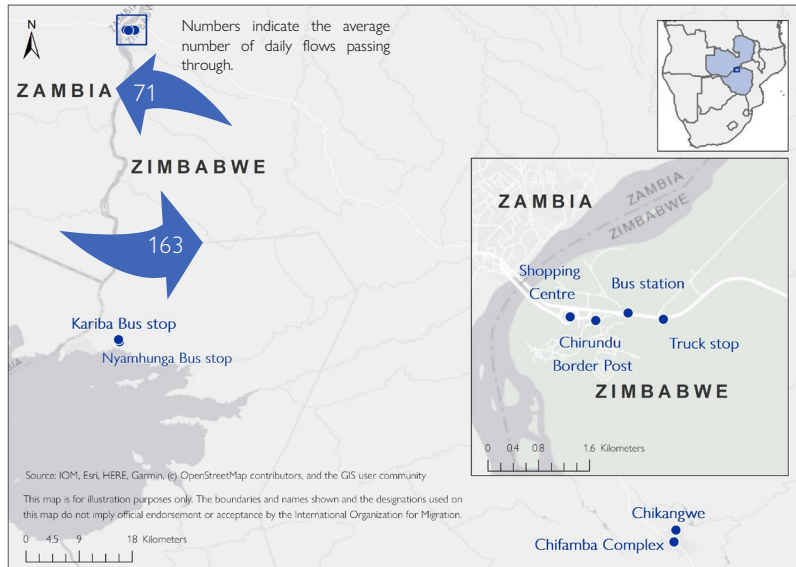 N
ZAMBIA
ZIMBABWE
Numbers indicate the average
number of daily flows passing
through.
ZAMBIA
71
ZIMBABWE
163
Kariba Bus stop
Nyamhunga Bus stop
ZAMBIA
ZAMBIA
ZIMBABWE
Shopping
Centre
Bus station
Chirundu
Border Post
Truck stop
ZIMBABWE
0 0.4 0.8 1.6 Kilometers
Source: IOM, Esri, HERE, Garmin, (c) OpenStreetMap contributors, and the GIS user community
This map is for illustration purposes only. The boundaries and names shown and the designations used on
this map do not imply official endorsement or acceptance by the International Organization for Migration.
0 4.5 9 18 Kilometers
Chikangwe
Chifamba Complex